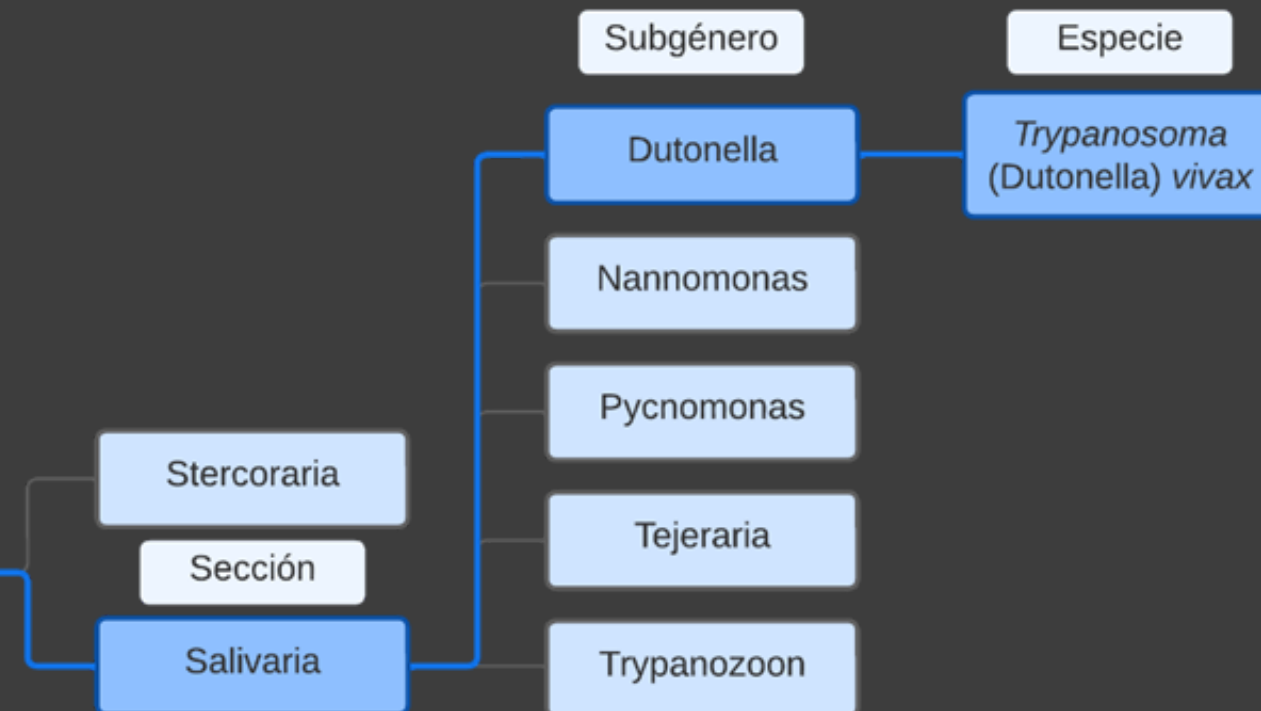 Subgénero
Especie
Dutonella
Trypanosoma
(Dutonella) vivax
Nannomonas
Pycnomonas
Stercoraria
Tejeraria
Sección
Salivaria
Trypanozoon